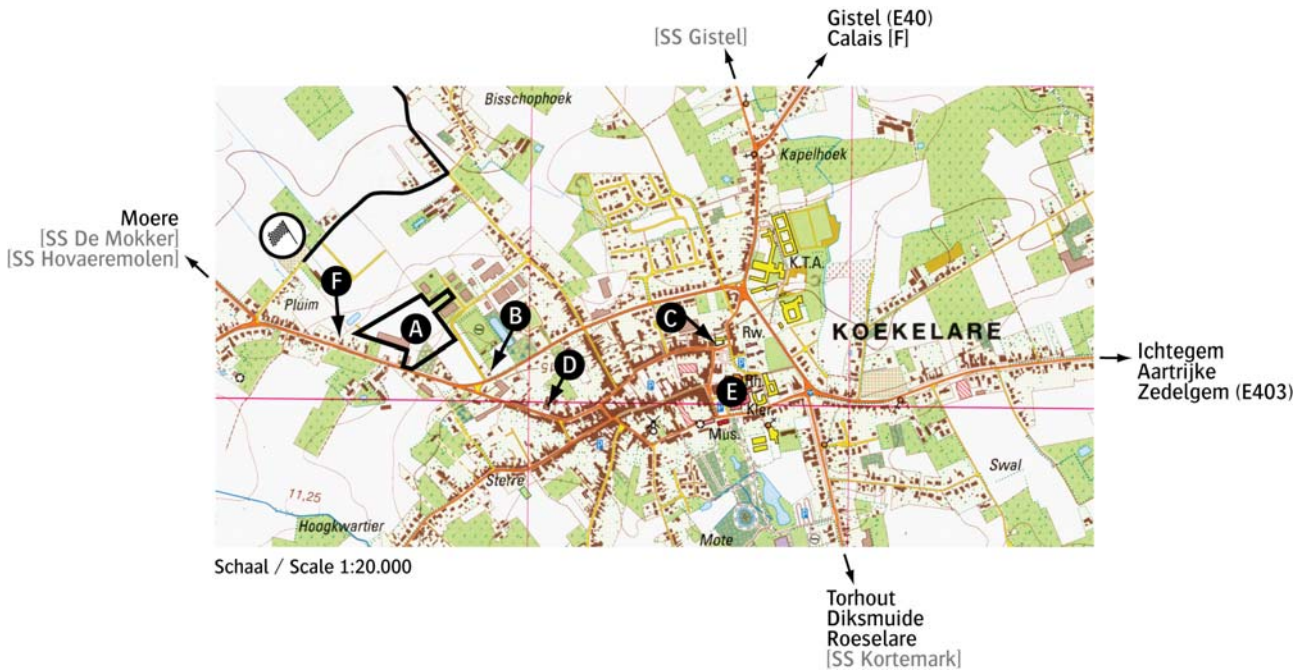 Gistel (E40)
[SS Gistel]
Calais [F]
Bisschophoek
Kapelhoek
Moere
[SS De Mokker]
[SS Hovaeremolen]
F
Pluim
A
B
C
D
E
K.T.A.
Rw.
KOEKELARE
Ichtegem
Aartrijke
Zedelgem (E403)
Kler.
Mus.
Sterre
Swal
11,25
Hoogkwartier
Mote
Schaal / Scale 1:20.000
Torhout
Diksmuide
Roeselare
[SS Kortemark]